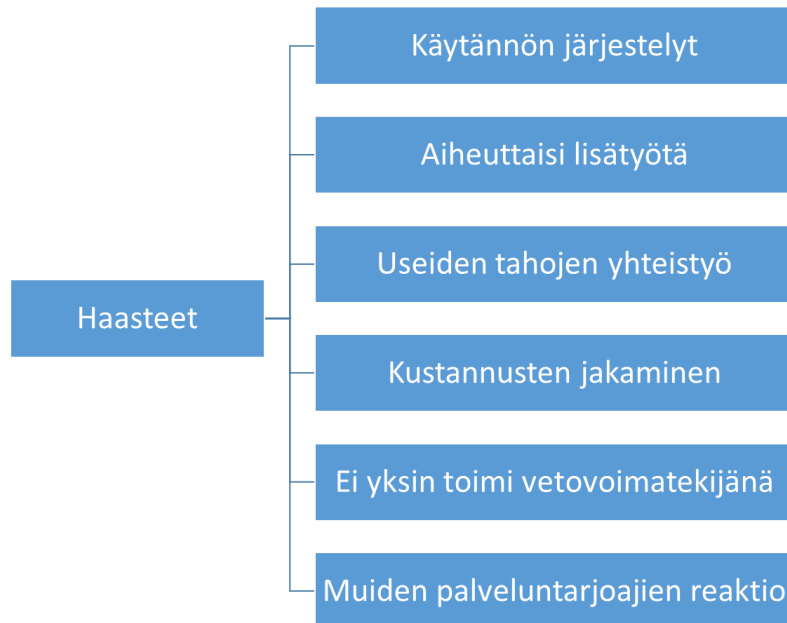 Käytännön järjestelyt
Aiheuttaisi lisätyötä
Useiden tahojen yhteistyö
Haasteet
Kustannusten jakaminen
Ei yksin toimi vetovoimatekijänä
Muiden palveluntarjoajien reaktio